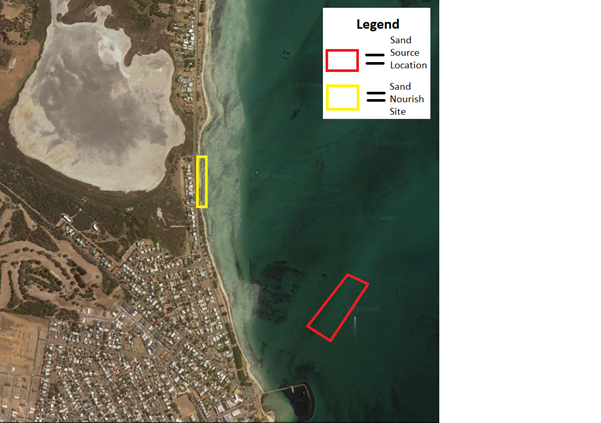 Legend
Sand
Source
Location
Sand
Nourish
Site